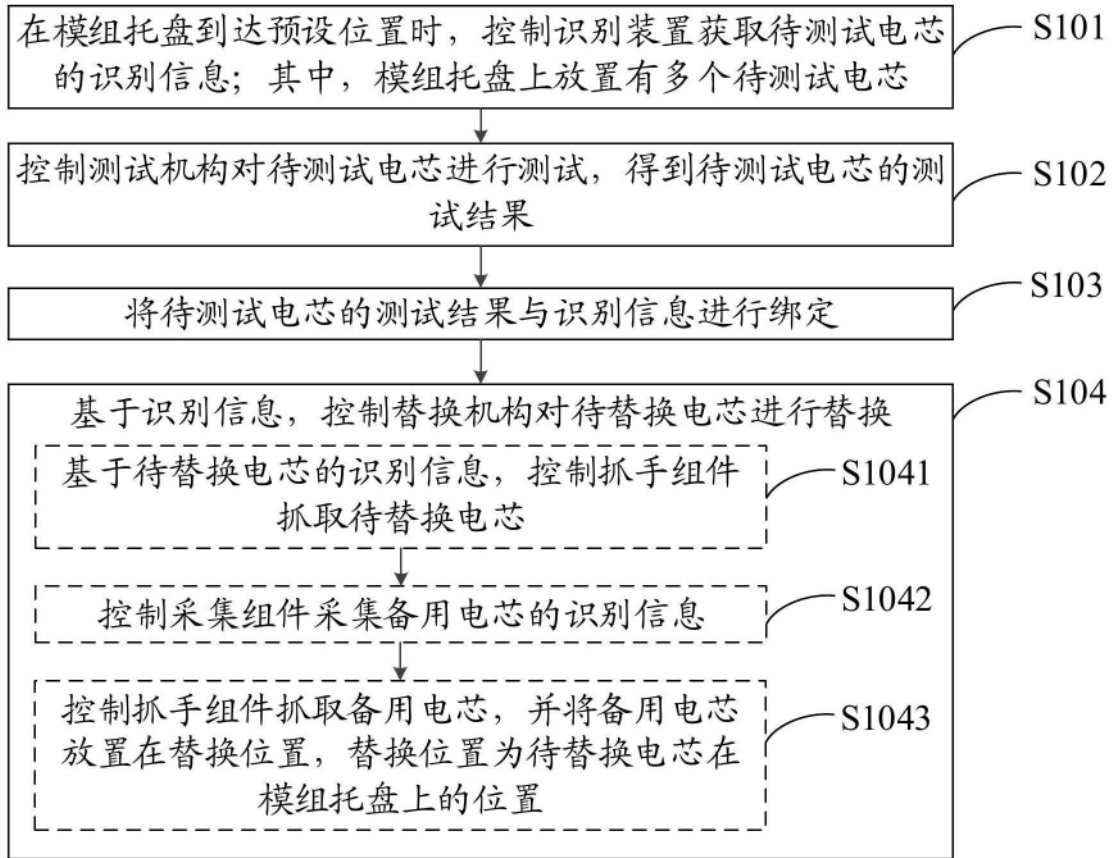 在模组托盘到达预设位置时，控制识别装置获取待测试电芯
的识别信息；其中，模组托盘上放置有多个待测试电芯
S101
控制测试机构对待测试电芯进行测试，得到待测试电芯的测
试结果
S102
将待测试电芯的测试结果与识别信息进行绑定
S103
基于识别信息，控制替换机构对待替换电芯进行替换
S104
基于待替换电芯的识别信息，控制抓手组件
抓取待替换电芯
S1041
控制采集组件采集备用电芯的识别信息
S1042
控制抓手组件抓取备用电芯，并将备用电芯
放置在替换位置，替换位置为待替换电芯在
模组托盘上的位置
S1043